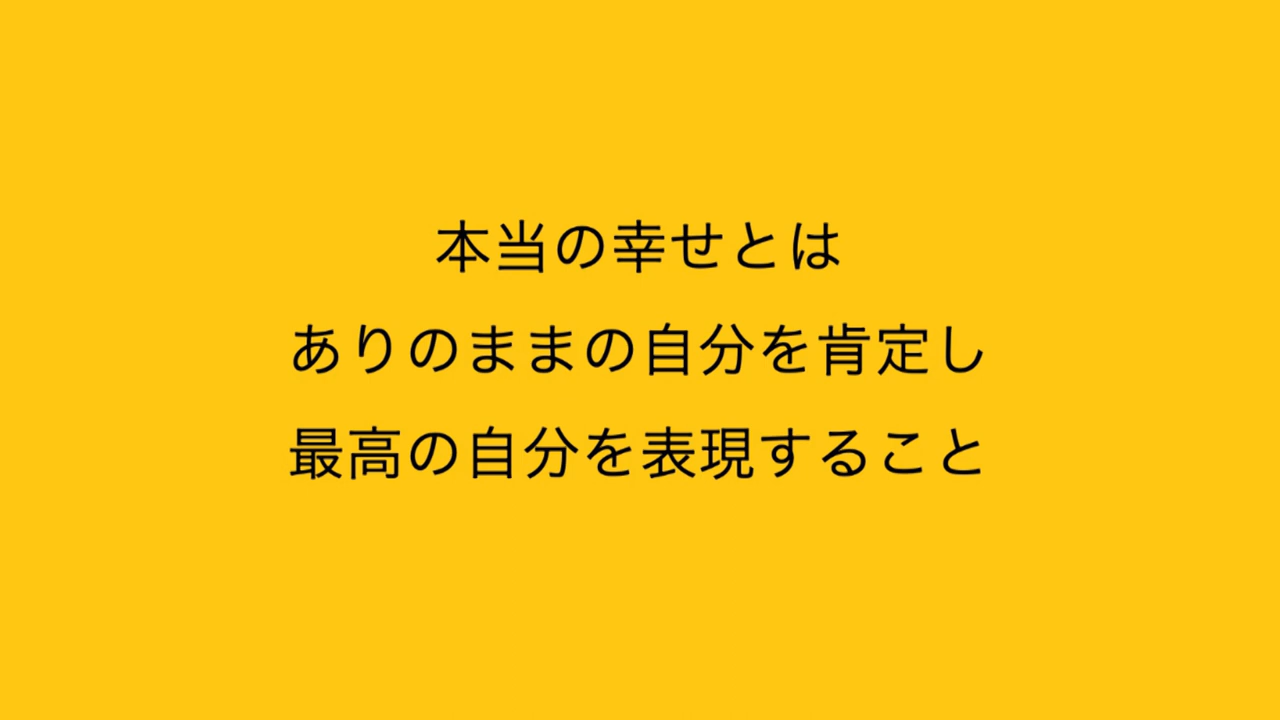 本当の幸せとは
ありのままの自分を肯定し
最高の自分を表現すること